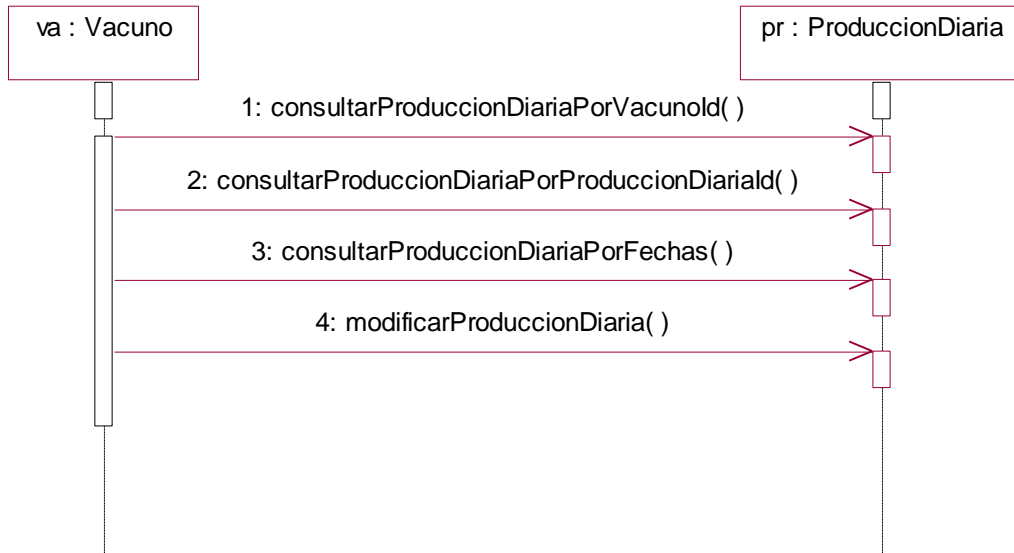 va : Vacuno
pr : ProduccionDiaria
1: consultarProduccionDiariaPorVacunoId( )
2: consultarProduccionDiariaPorProduccionDiariaId( )
3: consultarProduccionDiariaPorFechas( )
4: modificarProduccionDiaria( )